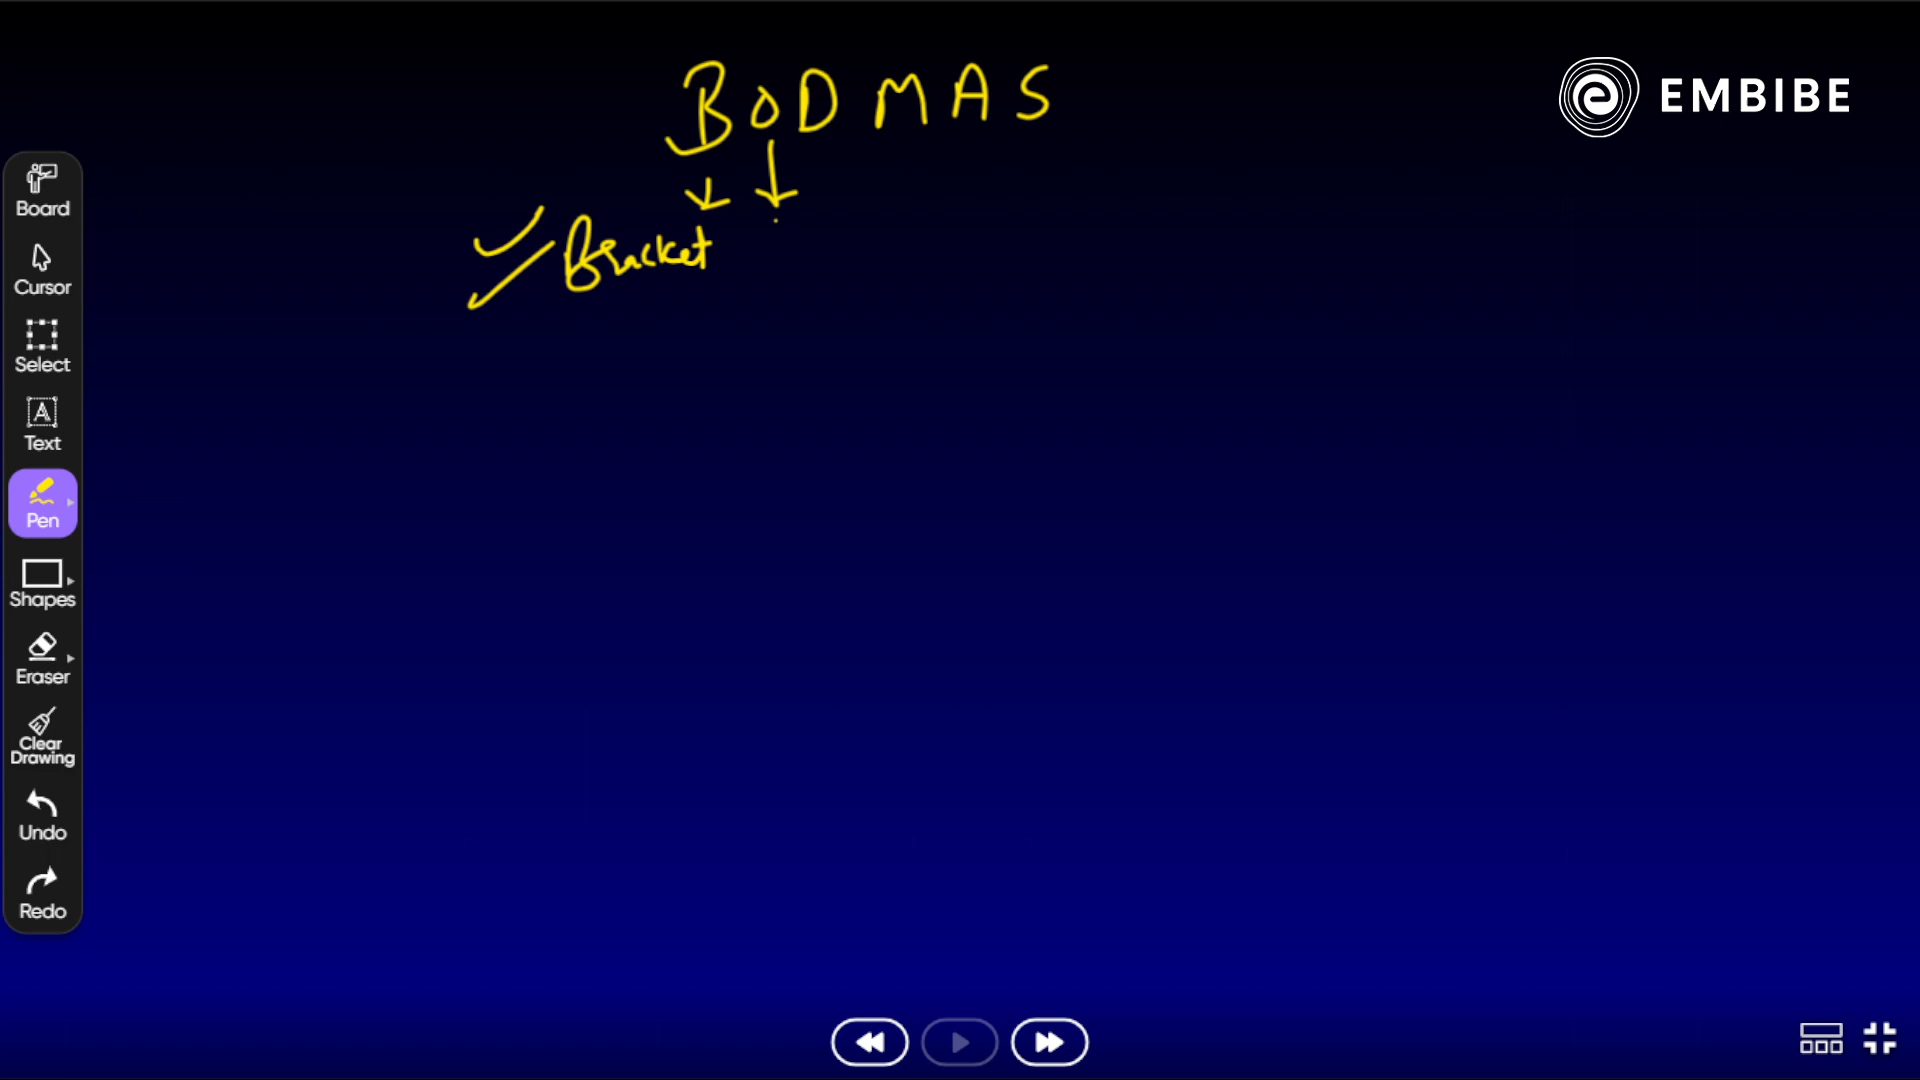 BODMAS
EMBIBE
Bracket
Board
Cursor
Select
Text
Pen
Shapes
Eraser
Clear
Drawing
Undo
Redo